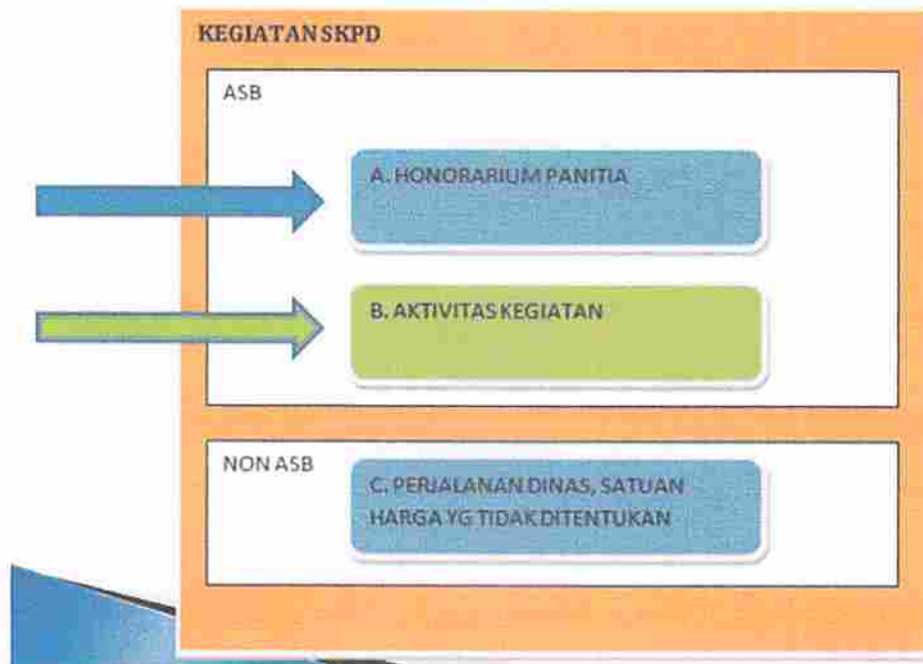 KEGIATAN SKPD
ASB
A. HONORARIUM PANITIA
B. AKTIVITAS KEGIATAN
NON ASB
C. PERJALANAN DINAS, SATUAN
HARGA YG TIDAK DITENTUKAN